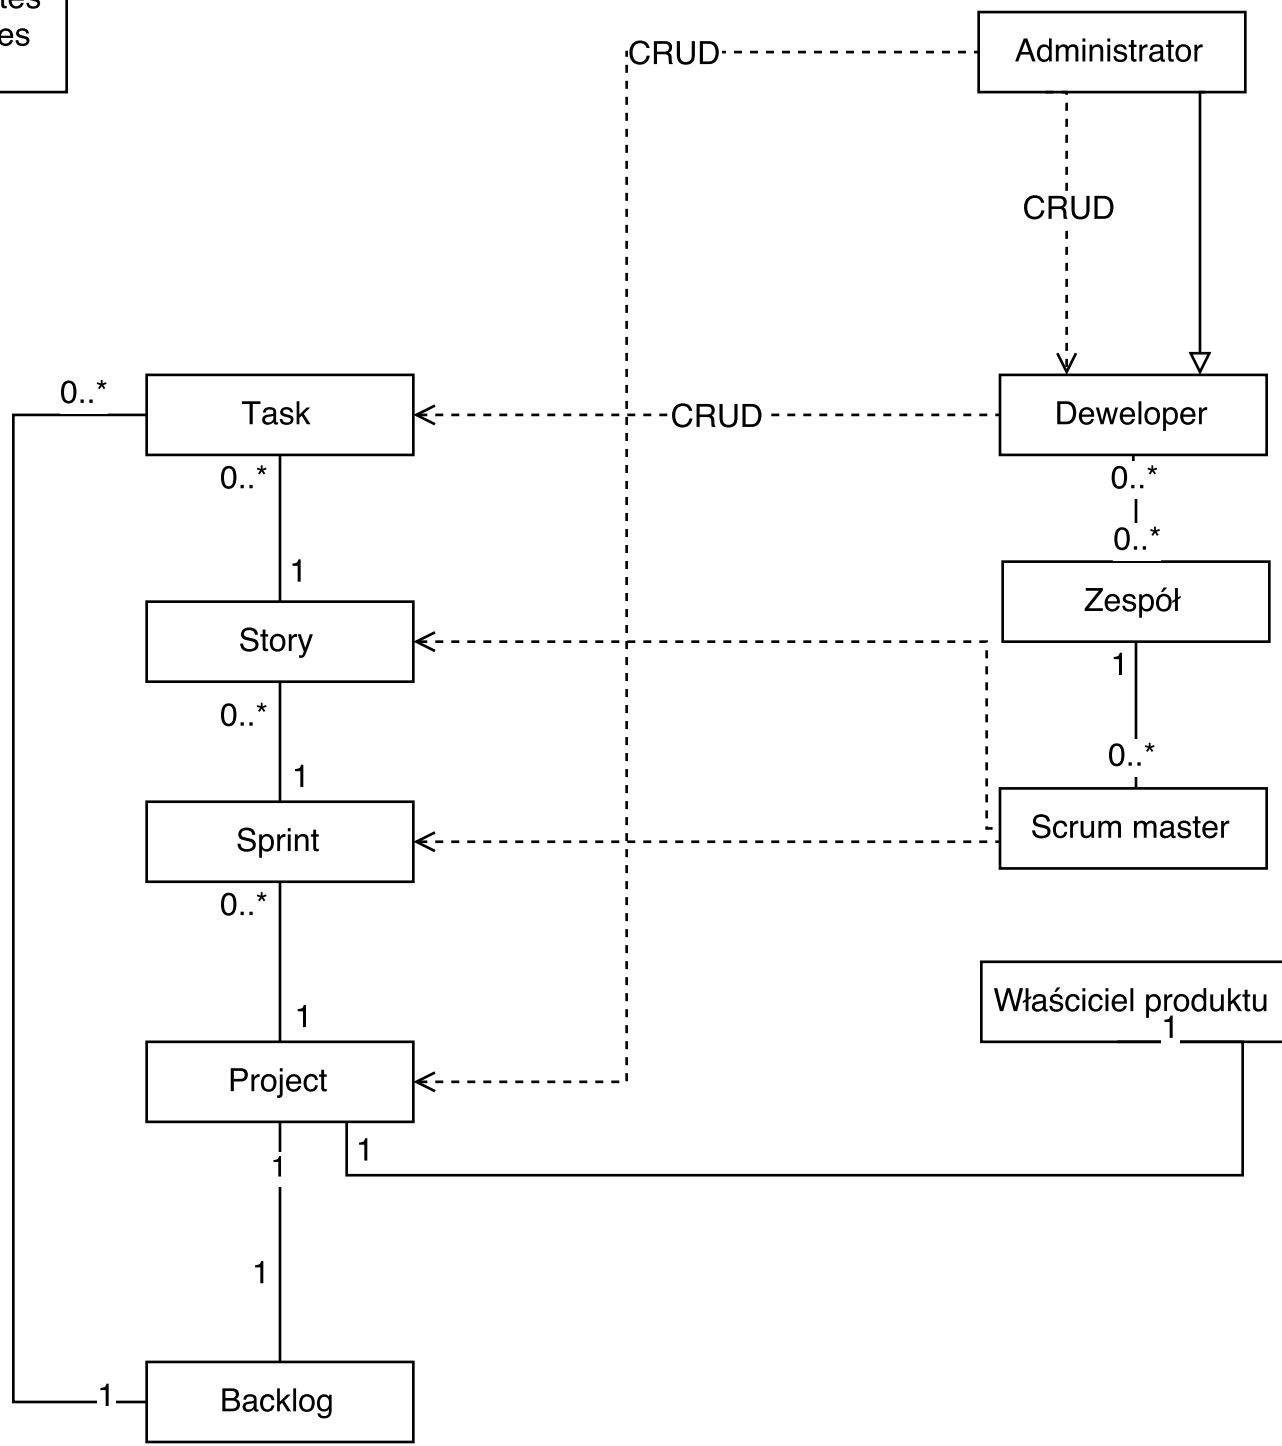 es
Administrator
CRUD
CRUD
0..*
Task
CRUD
Deweloper
0..*
0..*
0..*
1
Zespół
Story
1
0..*
0..*
1
Sprint
Scrum master
0..*
1
Właściciel produktu
1
Project
1
1
1
1
Backlog